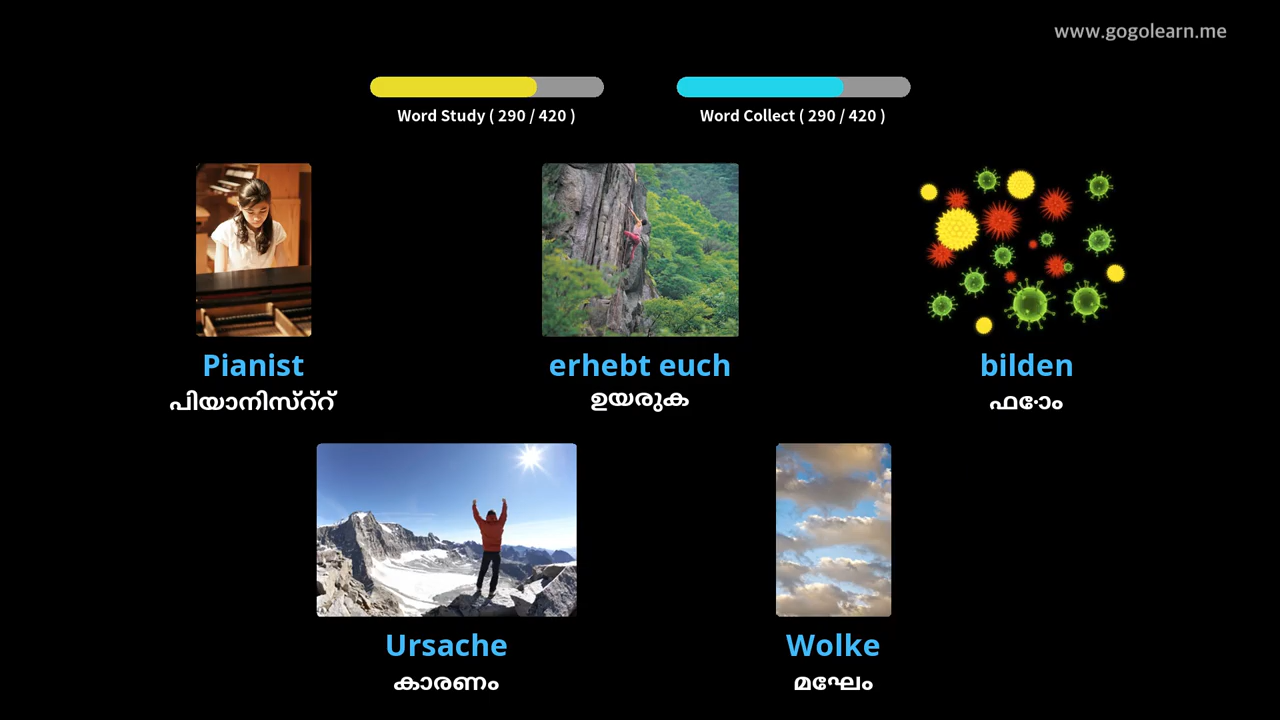 www.gogolearn.me
Word Study ( 290 / 420 )
Word Collect ( 290 / 420 )
Pianist
പിയാനിസ്റ്റ്
erhebt euch
ഉയരുക
bilden
ഫോം
Ursache
കാരണം
Wolke
മേഘം